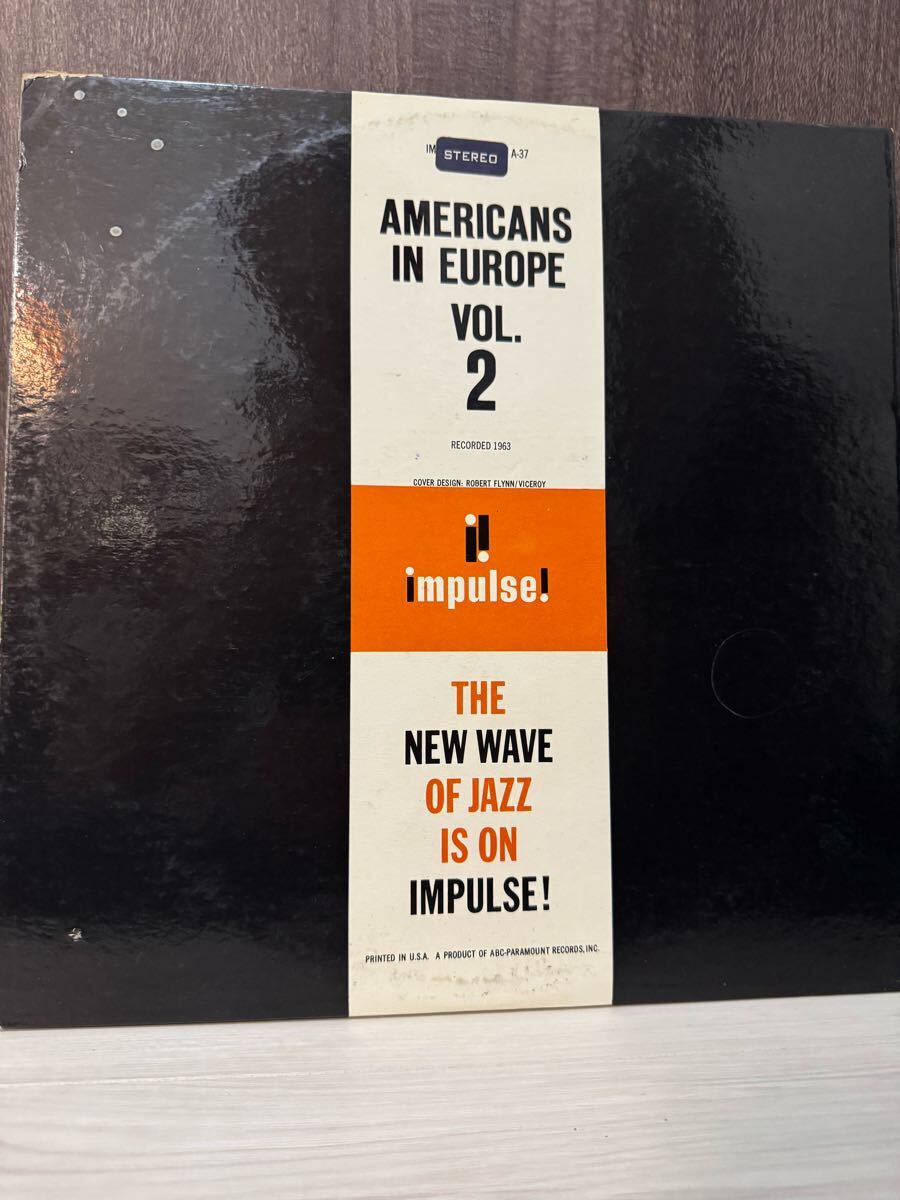 IM STEREO A-37
AMERICANS
IN EUROPE
VOL.
2
RECORDED 1963
COVER DESIGN: ROBERT FLYNN/VICEROY
i!
impulse!
THE
NEW WAVE
OF JAZZ
IS ON
IMPULSE!
PRINTED IN U.S.A. A PRODUCT OF ABC-PARAMOUNT RECORDS, INC.